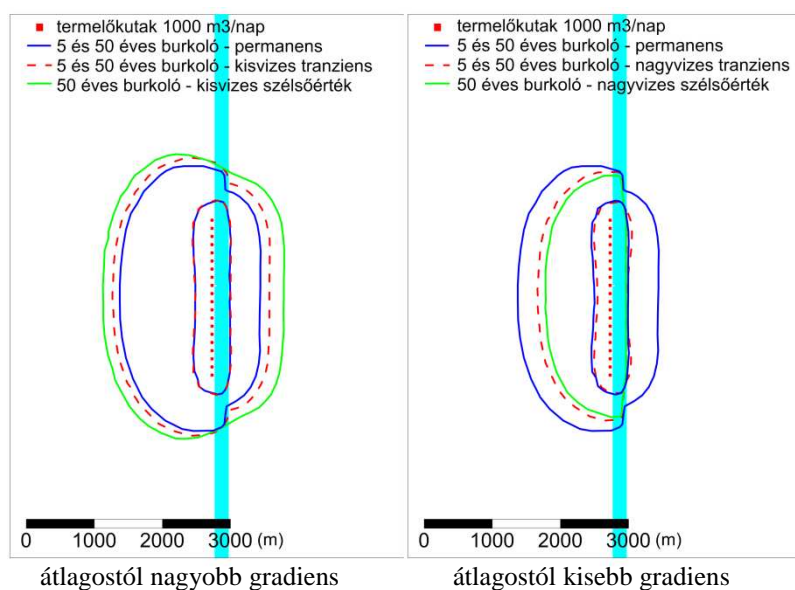 termelőkutak 1000 m3/nap
5 és 50 éves burkoló - permanens
5 és 50 éves burkoló - kisvizes tranziens
50 éves burkoló - kisvizes szélsőérték
0 1000 2000 3000 (m)
átlagostól nagyobb gradiens
termelőkutak 1000 m3/nap
5 és 50 éves burkoló - permanens
5 és 50 éves burkoló - nagyvizes tranziens
50 éves burkoló - nagyvizes szélsőérték
0 1000 2000 3000 (m)
átlagostól kisebb gradiens